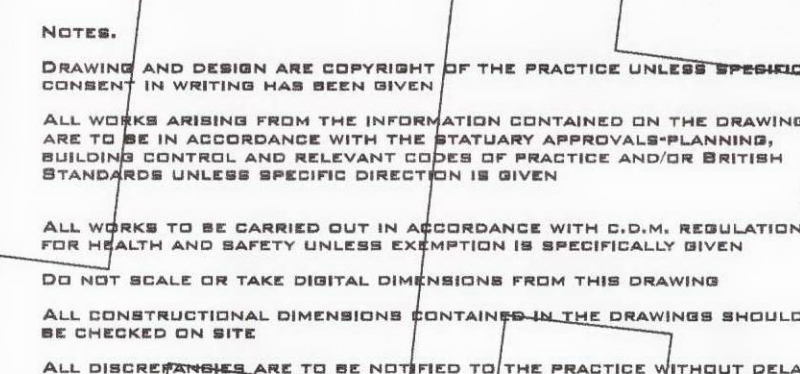 NOTES.
DRAWING AND DESIGN ARE COPYRIGHT OF THE PRACTICE UNLESS SPECIFIC
CONSENT IN WRITING HAS BEEN GIVEN
ALL WORKS ARISING FROM THE INFORMATION CONTAINED ON THE DRAWING
ARE TO BE IN ACCORDANCE WITH THE STATUARY APPROVALS-PLANNING,
BUILDING CONTROL AND RELEVANT CODES OF PRACTICE AND/OR BRITISH
STANDARDS UNLESS SPECIFIC DIRECTION IS GIVEN
ALL WORKS TO BE CARRIED OUT IN ACCORDANCE WITH C.D.M. REGULATION
FOR HEALTH AND SAFETY UNLESS EXEMPTION IS SPECIFICALLY GIVEN
DO NOT SCALE OR TAKE DIGITAL DIMENSIONS FROM THIS DRAWING
ALL CONSTRUCTIONAL DIMENSIONS CONTAINED IN THE DRAWINGS SHOULD
BE CHECKED ON SITE
ALL DISCREPANCIES ARE TO BE NOTIFIED TO THE PRACTICE WITHOUT DELA